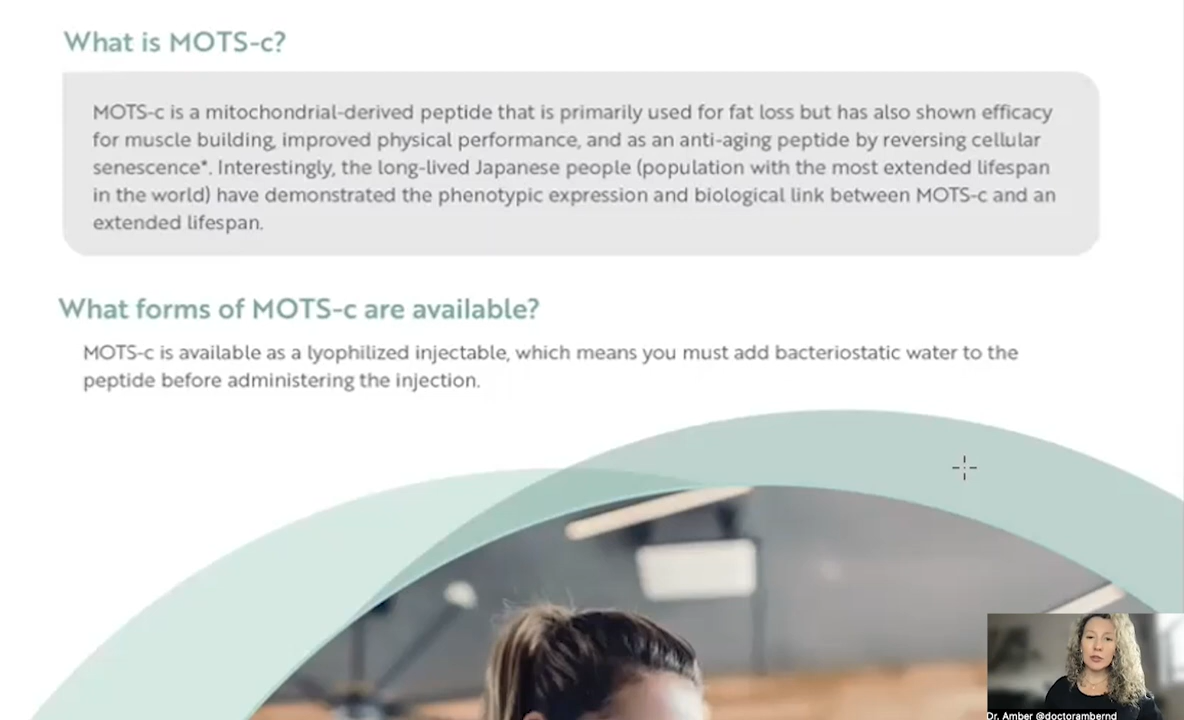 What is MOTS-c?
MOTS-c is a mitochondrial-derived peptide that is primarily used for fat loss but has also shown efficacy
for muscle building, improved physical performance, and as an anti-aging peptide by reversing cellular
senescence*. Interestingly, the long-lived Japanese people (population with the most extended lifespan
in the world) have demonstrated the phenotypic expression and biological link between MOTS-c and an
extended lifespan.
What forms of MOTS-c are available?
MOTS-c is available as a lyophilized injectable, which means you must add bacteriostatic water to the
peptide before administering the injection.
Dr. Amber @doctorambernd